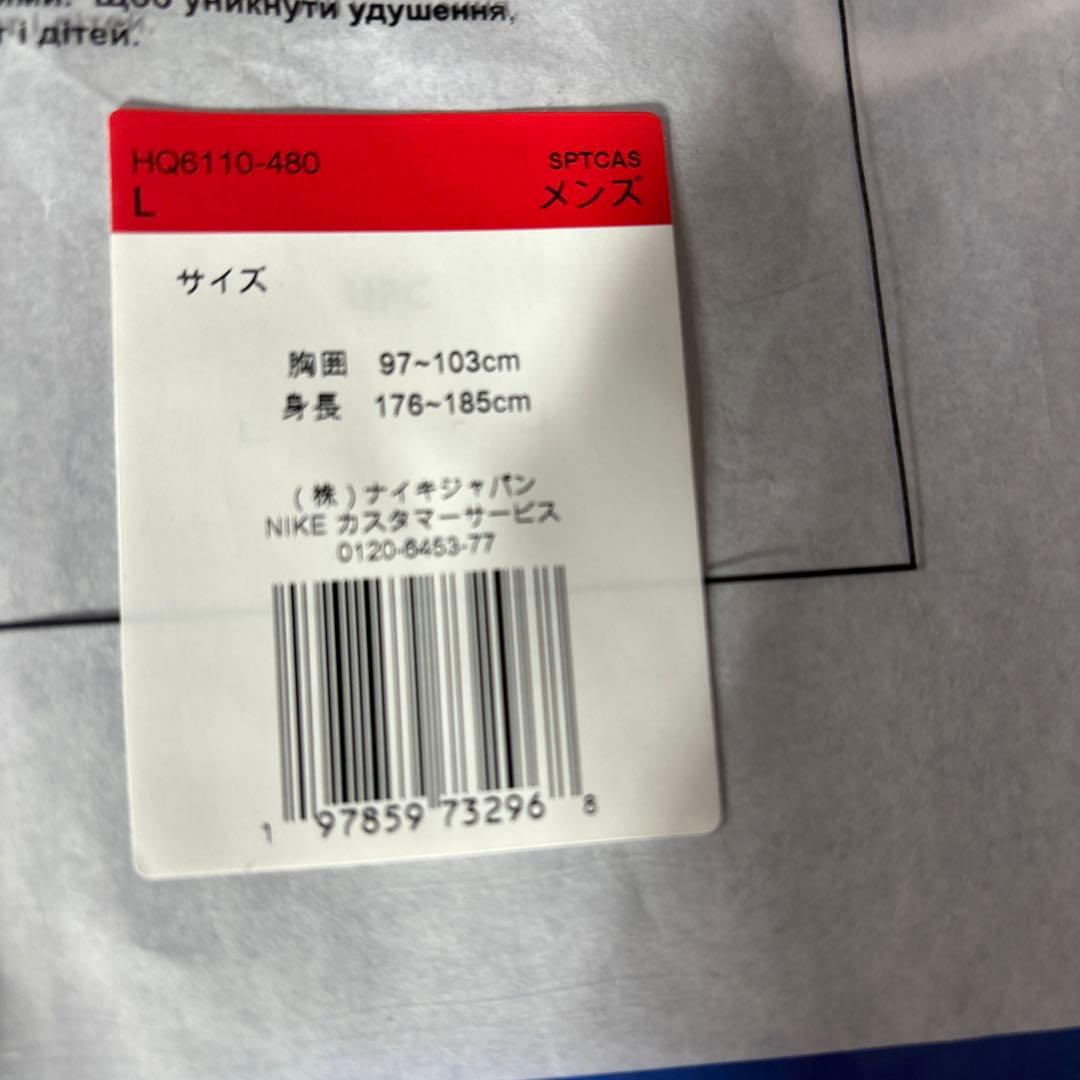 Щоб уникнути удушення,
і дітей.
HQ6110-480
SPTCAS
L
メンズ
サイズ
胸囲 97~103cm
身長 176~185cm
(株)ナイキジャパン
NIKE カスタマーサービス
0120-6453-77
1 97859 73296 8